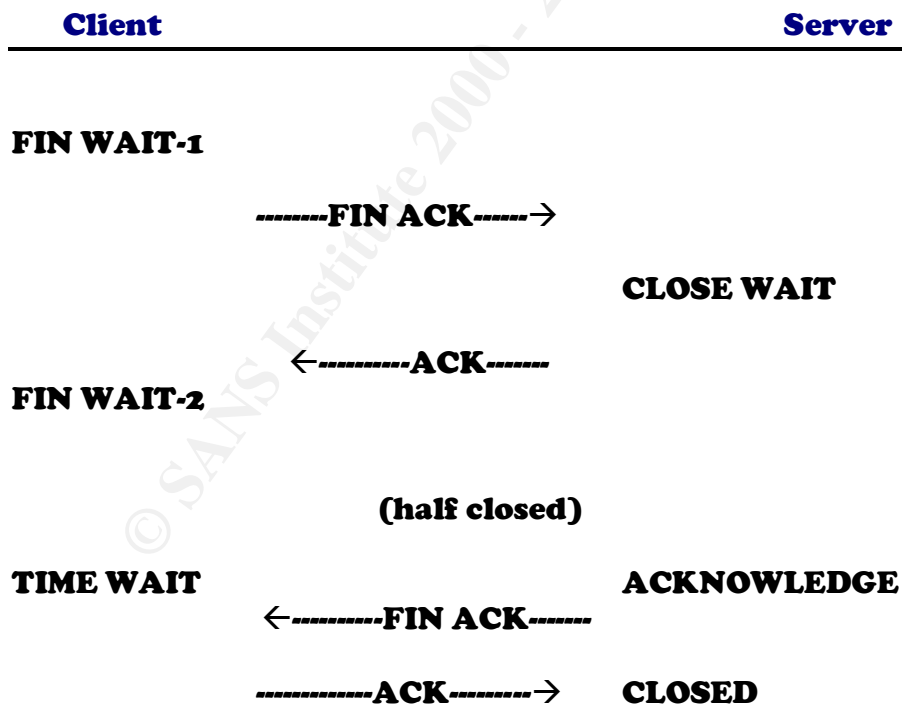 Client Server
FIN WAIT-1
--------FIN ACK------→
CLOSE WAIT
←----------ACK-------
FIN WAIT-2
(half closed)
TIME WAIT ACKNOWLEDGE
←----------FIN ACK-------
-------------ACK---------→ CLOSED
© SANS Institute 2000 - 2